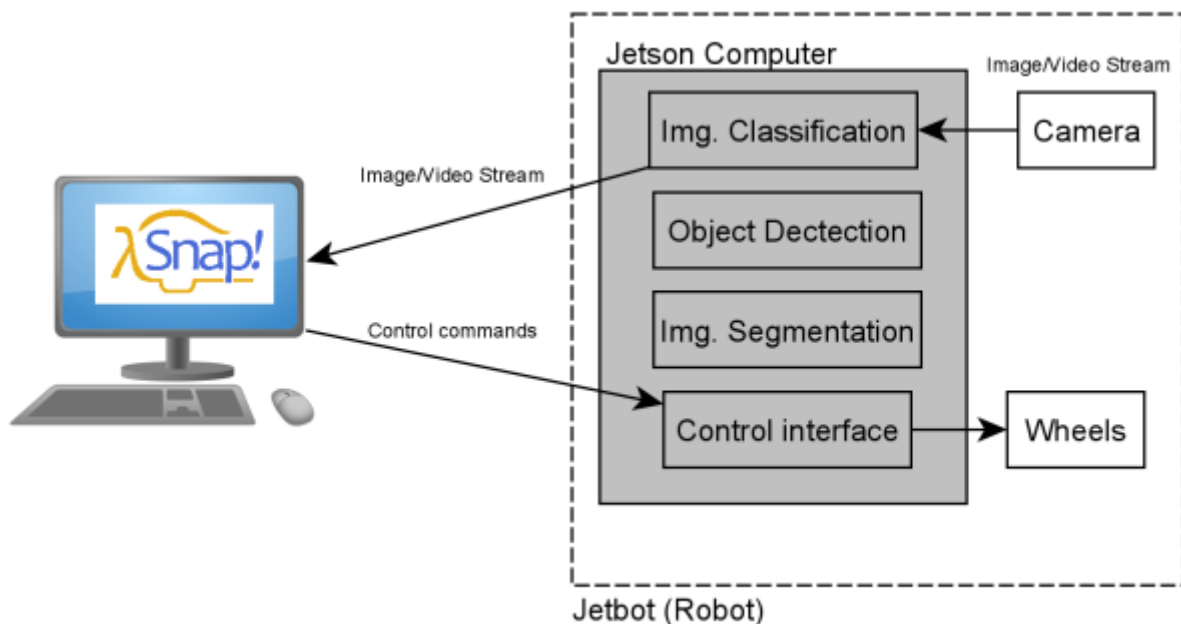 Jetson Computer
Image/Video Stream
Img. Classification
Camera
Image/Video Stream
Object Dectection
λSnap!
Img. Segmentation
Control commands
Control interface
Wheels
Jetbot (Robot)